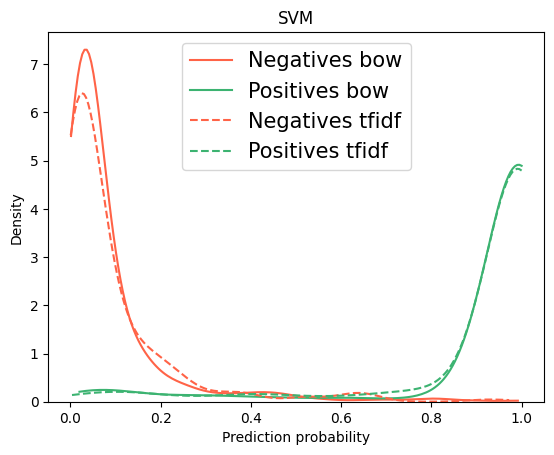 SVM
Negatives bow
Positives bow
Negatives tfidf
Positives tfidf
Density
7
6
5
4
3
2
1
0
0.0 0.2 0.4 0.6 0.8 1.0
Prediction probability